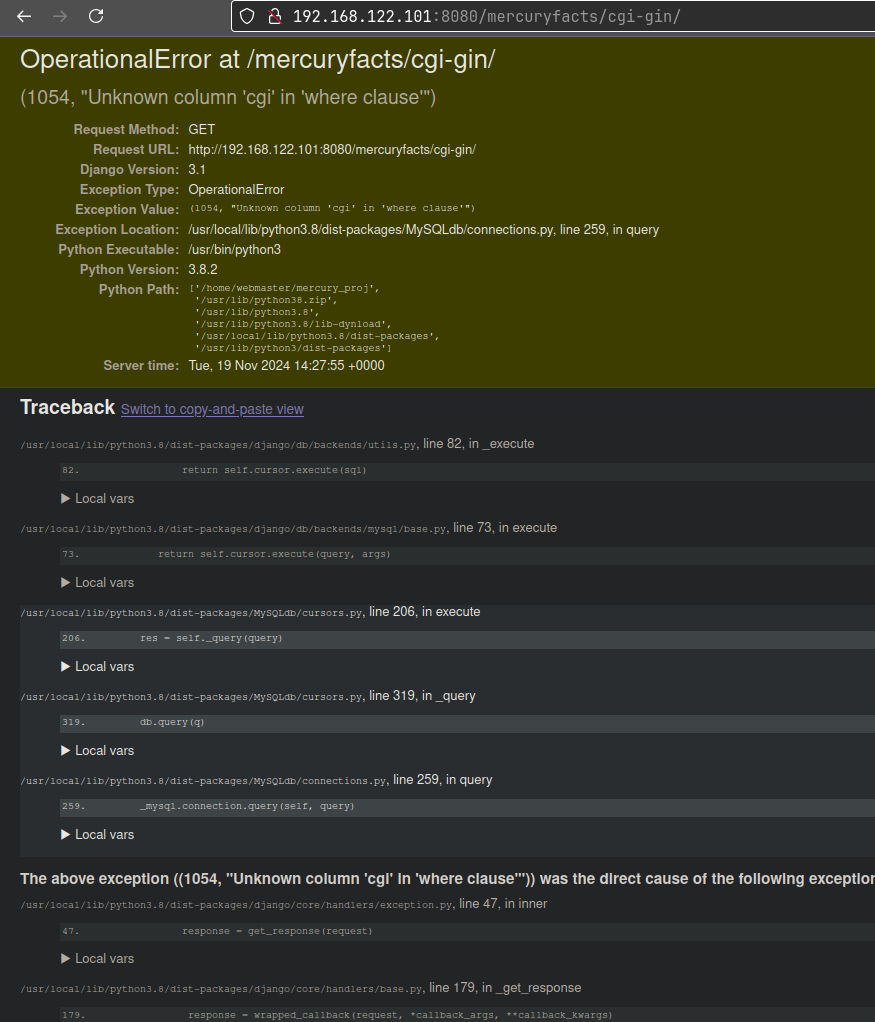 192.168.122.101:8080/mercuryfacts/cgi-gin/
OperationalError at /mercuryfacts/cgi-gin/
(1054, "Unknown column 'cgi' in 'where clause'")
Request Method: GET
Request URL: http://192.168.122.101:8080/mercuryfacts/cgi-gin/
Django Version: 3.1
Exception Type: OperationalError
Exception Value: (1054, "Unknown column 'cgi' in 'where clause'")
Exception Location: /usr/local/lib/python3.8/dist-packages/MySQLdb/connections.py, line 259, in query
Python Executable: /usr/bin/python3
Python Version: 3.8.2
Python Path: ['/home/webmaster/mercury_proj',
'/usr/lib/python38.zip',
'/usr/lib/python3.8',
'/usr/lib/python3.8/lib-dynload',
'/usr/local/lib/python3.8/dist-packages',
'/usr/lib/python3/dist-packages']
Server time: Tue, 19 Nov 2024 14:27:55 +0000
Traceback Switch to copy-and-paste view
/usr/local/lib/python3.8/dist-packages/django/db/backends/utils.py, line 82, in _execute
82. return self.cursor.execute(sql)
▶ Local vars
/usr/local/lib/python3.8/dist-packages/django/db/backends/mysql/base.py, line 73, in execute
73. return self.cursor.execute(query, args)
▶ Local vars
/usr/local/lib/python3.8/dist-packages/MySQLdb/cursors.py, line 206, in execute
206. res = self._query(query)
▶ Local vars
/usr/local/lib/python3.8/dist-packages/MySQLdb/cursors.py, line 319, in _query
319. db.query(q)
▶ Local vars
/usr/local/lib/python3.8/dist-packages/MySQLdb/connections.py, line 259, in query
259. _mysql.connection.query(self, query)
▶ Local vars
The above exception ((1054, "Unknown column 'cgi' in 'where clause'")) was the direct cause of the following exception
/usr/local/lib/python3.8/dist-packages/django/core/handlers/exception.py, line 47, in inner
47. response = get_response(request)
▶ Local vars
/usr/local/lib/python3.8/dist-packages/django/core/handlers/base.py, line 179, in _get_response
179. response = wrapped_callback(request, *callback_args, **callback_kwargs)